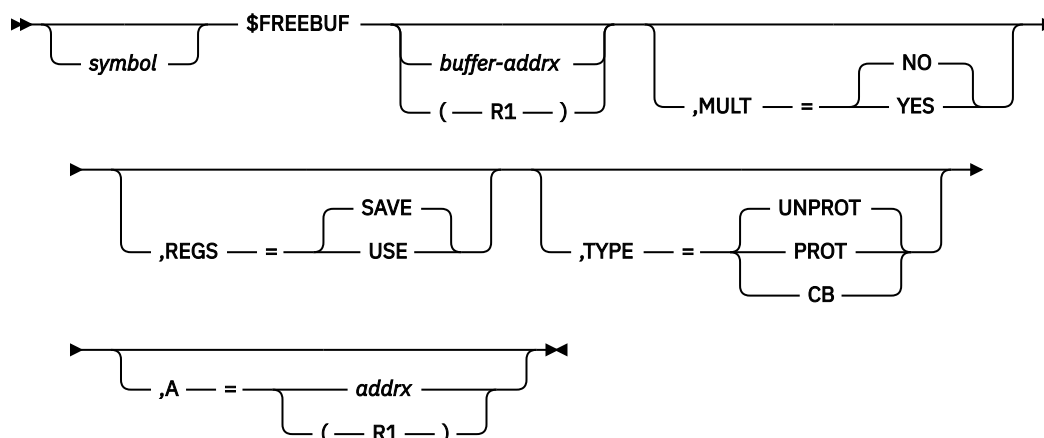 $FREEBUF
symbol
buffer-addrx
( R1 )
,MULT = NO
YES
,REGS = SAVE
USE
,TYPE = UNPROT
PROT
CB
,A = addrx
( R1 )